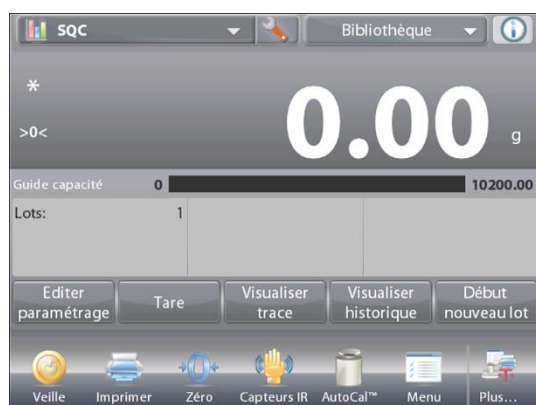 SQC Bibliothèque
*
>0< 0.00 g
Guide capacité 0 10200.00
Lots: 1
Editer paramétrage
Tare
Visualiser trace
Visualiser historique
Début nouveau lot
Veille Imprimer Zéro Capteurs IR AutoCal™ Menu Plus...